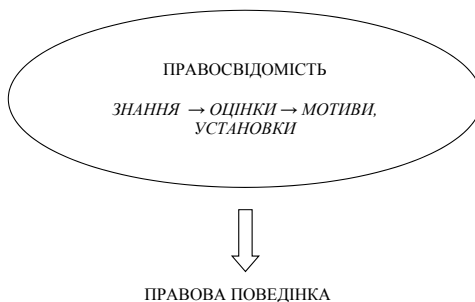 ПРАВОСВІДОМІСТЬ
ЗНАННЯ → ОЦІНКИ → МОТИВИ,
УСТАНОВКИ
ПРАВОВА ПОВЕДІНКА